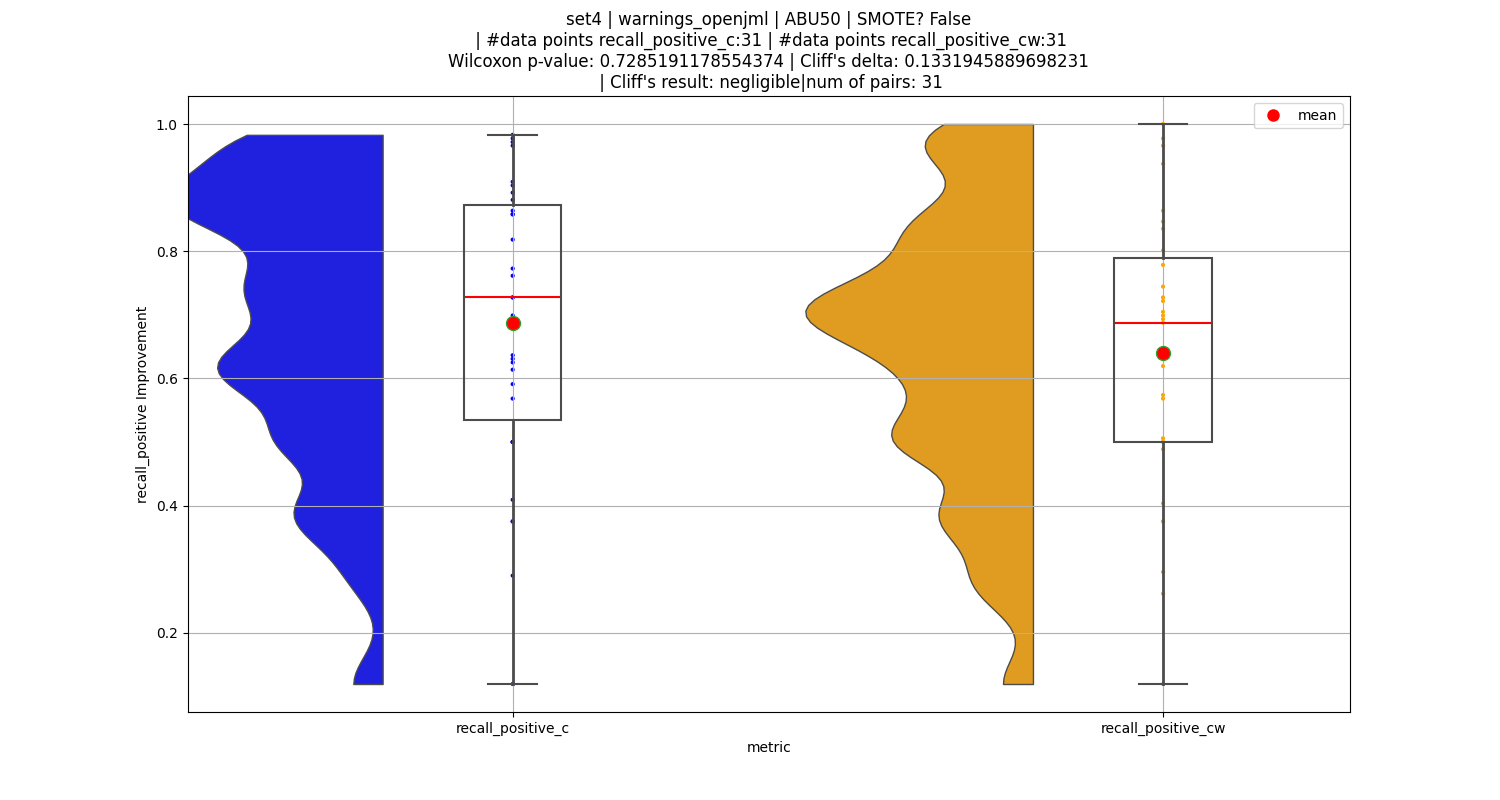 set4 | warnings_openjml | ABU50 | SMOTE? False
| #data points recall_positive_c:31 | #data points recall_positive_cw:31
Wilcoxon p-value: 0.7285191178554374 | Cliff's delta: 0.1331945889698231
| Cliff's result: negligible|num of pairs: 31
mean
1.0
0.8
0.6
0.4
0.2
recall_positive Improvement
recall_positive_c
recall_positive_cw
metric